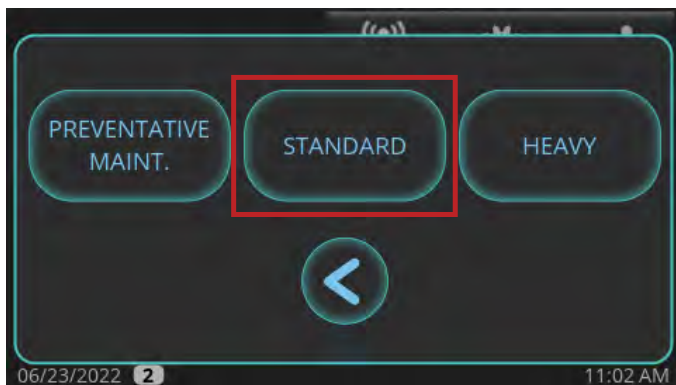 PREVENTATIVE
MAINT.
STANDARD
HEAVY
06/23/2022 2
11:02 AM